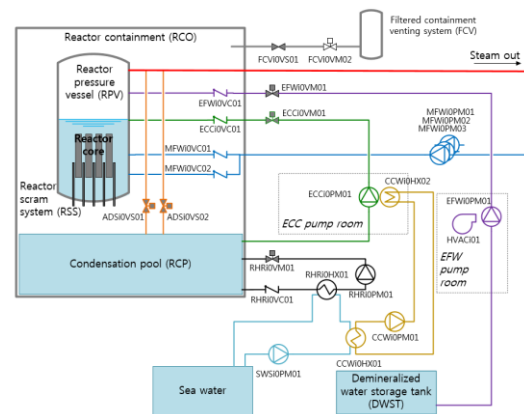 Reactor containment (RCO)
Filtered containment
venting system (FCV)
FCVi0VS01
FCVi0VM02
Steam out
Reactor
pressure
vessel (RPV)
EFWi0VM01
EFWi0VC01
ECCi0VM01
ECCi0VC01
MFWi0PM01
MFWi0PM02
MFWi0PM03
Reactor
core
MFWi0VC01
MFWi0VC02
CCWi0HX02
Reactor
scram
system (RSS)
ECCi0PM01
EFWi0PM01
ADSi0VS01
ADSi0VS02
ECC pump room
HVACi01
EFW
pump
room
Condensation pool (RCP)
RHRi0VM01
RHRi0HX01
RHRi0VC01
RHRi0PM01
CCWi0PM01
SWSi0PM01
CCWi0HX01
Sea water
Demineralized
water storage tank
(DWST)